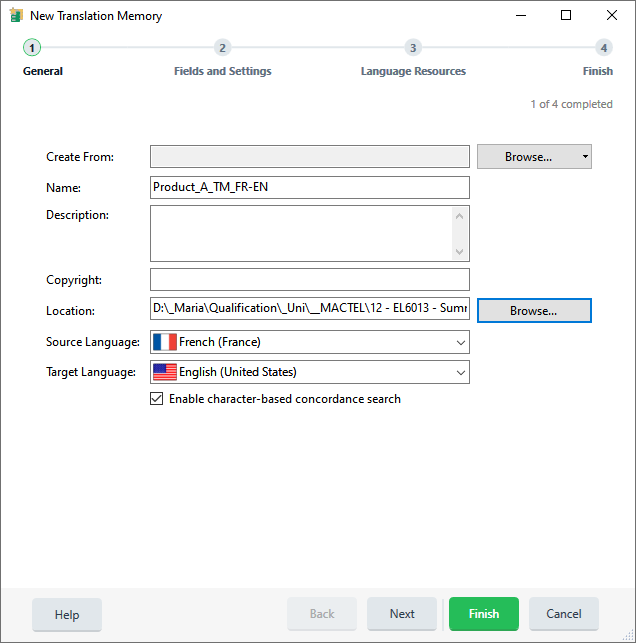 New Translation Memory
1 2 3 4
General Fields and Settings Language Resources Finish
1 of 4 completed
Create From: Browse...
Name: Product_A_TM_FR-EN
Description:
Copyright:
Location: D:\_Maria\Qualification\_Uni\__MACTEL\12 - EL6013 - Sum Browse...
Source Language: French (France)
Target Language: English (United States)
Enable character-based concordance search
Help Back Next Finish Cancel